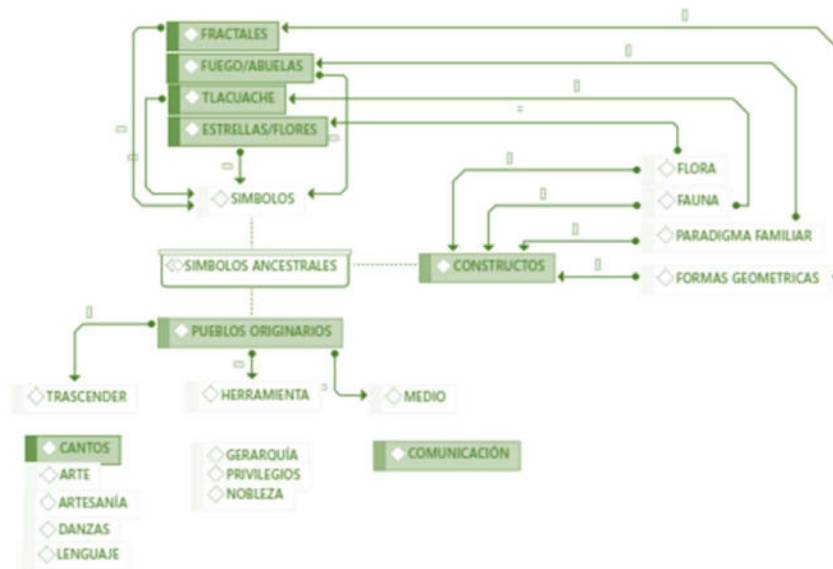 FRACTALES
FUEGO/ABUELAS
TLACUACHE
ESTRELLAS/FLORES
SIMBOLOS
FLORA
FAUNA
PARADIGMA FAMILIAR
FORMAS GEOMETRICAS
SIMBOLOS ANCESTRALES
CONSTRUCTOS
PUEBLOS ORIGINARIOS
TRASCENDER
HERRAMIENTA
MEDIO
CANTOS
ARTE
ARTESANÍA
DANZAS
LENGUAJE
GERARQUÍA
PRIVILEGIOS
NOBLEZA
COMUNICACIÓN